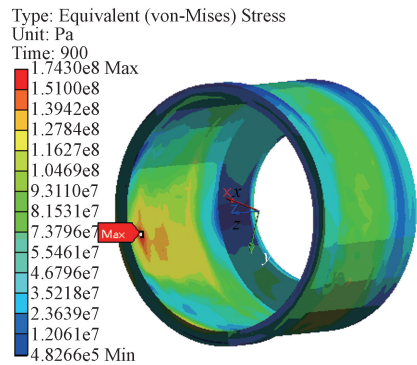 Type: Equivalent (von-Mises) Stress
Unit: Pa
Time: 900
1.7430e8 Max
1.5100e8
1.3942e8
1.2784e8
1.1627e8
1.0469e8
9.3110e7
8.1531e7
7.3796e7
5.5461e7
4.6796e7
3.5218e7
2.3639e7
1.2061e7
4.8266e5 Min
Max
x
x
z
z
y
y